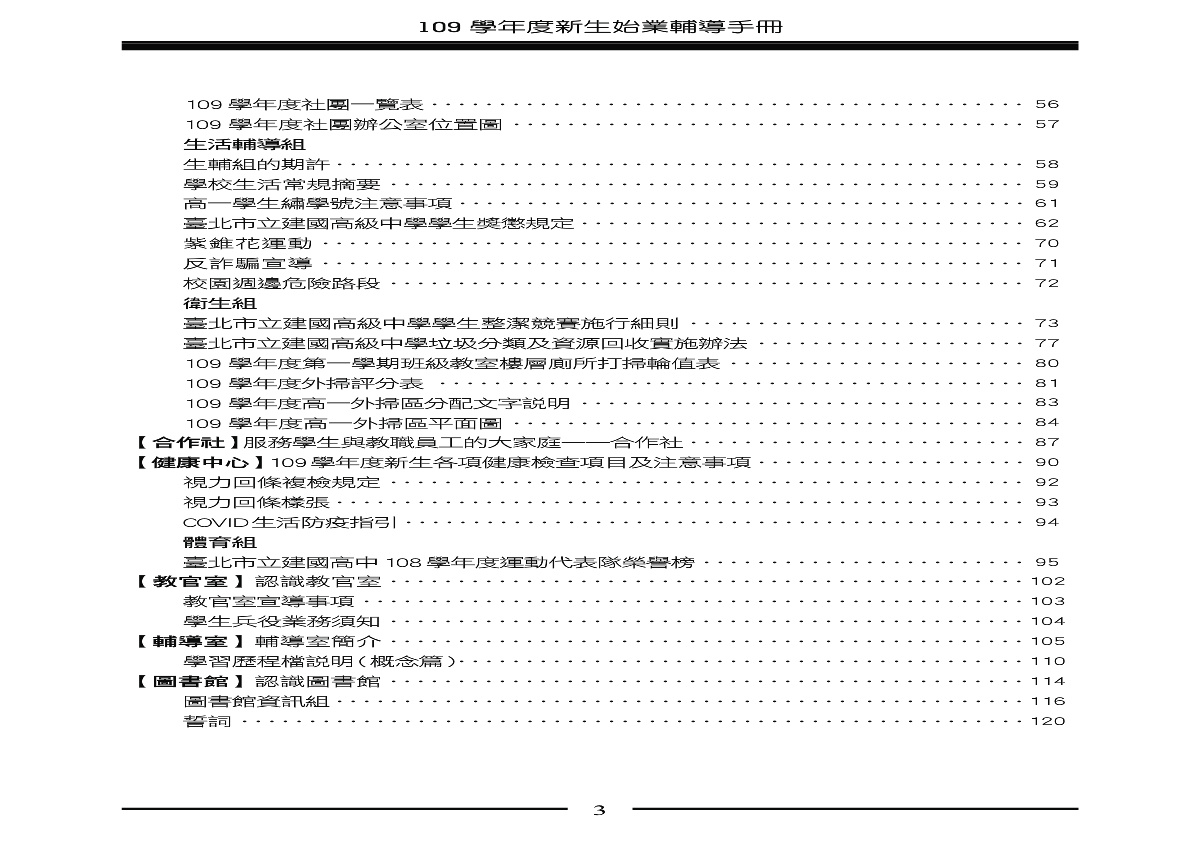 109 學年度新生始業輔導手冊
109 學年度社團一覽表 56
109 學年度社團辦公室位置圖 57
生活輔導組
生輔組的期許 58
學校生活常規摘要 59
高一學生繡學號注意事項 61
臺北市立建國高級中學學生獎懲規定 62
紫錐花運動 70
反詐騙宣導 71
校園週邊危險路段 72
衛生組
臺北市立建國高級中學學生整潔競賽施行細則 73
臺北市立建國高級中學垃圾分類及資源回收實施辦法 77
109 學年度第一學期班級教室樓層廁所打掃輪值表 80
109 學年度外掃評分表 81
109 學年度高一外掃區分配文字說明 83
109 學年度高一外掃區平面圖 84
【合作社】服務學生與教職員工的大家庭——合作社 87
【健康中心】109 學年度新生各項健康檢查項目及注意事項 90
視力回條複檢規定 92
視力回條樣張 93
COVID 生活防疫指引 94
體育組
臺北市立建國高中 108 學年度運動代表隊榮譽榜 95
【教官室】認識教官室 102
教官室宣導事項 103
學生兵役業務須知 104
【輔導室】輔導室簡介 105
學習歷程檔說明(概念篇) 110
【圖書館】認識圖書館 114
圖書館資訊組 116
誓詞 120
3